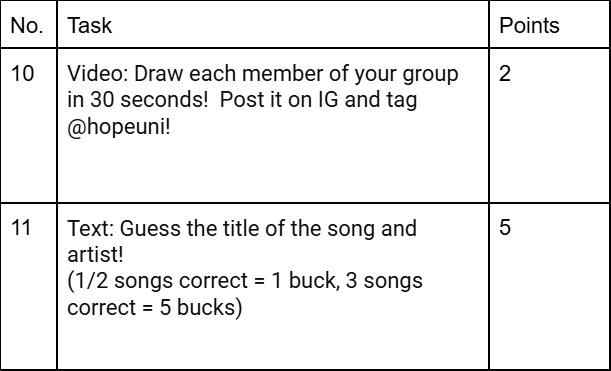 No. Task Points
10 Video: Draw each member of your group 2
in 30 seconds!  Post it on IG and tag
@hopeuni!
11 Text: Guess the title of the song and 5
artist!
(1/2 songs correct = 1 buck, 3 songs
correct = 5 bucks)